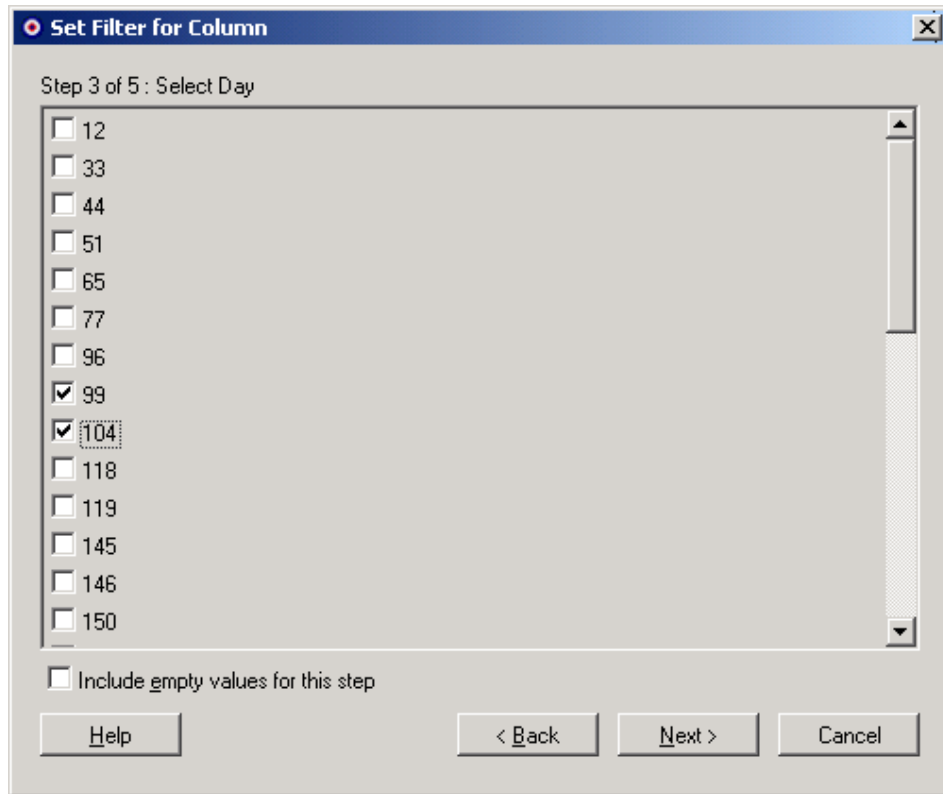 Set Filter for Column
Step 3 of 5 : Select Day
12
33
44
51
65
77
96
99
104
118
119
145
146
150
Include empty values for this step
Help
< Back
Next >
Cancel